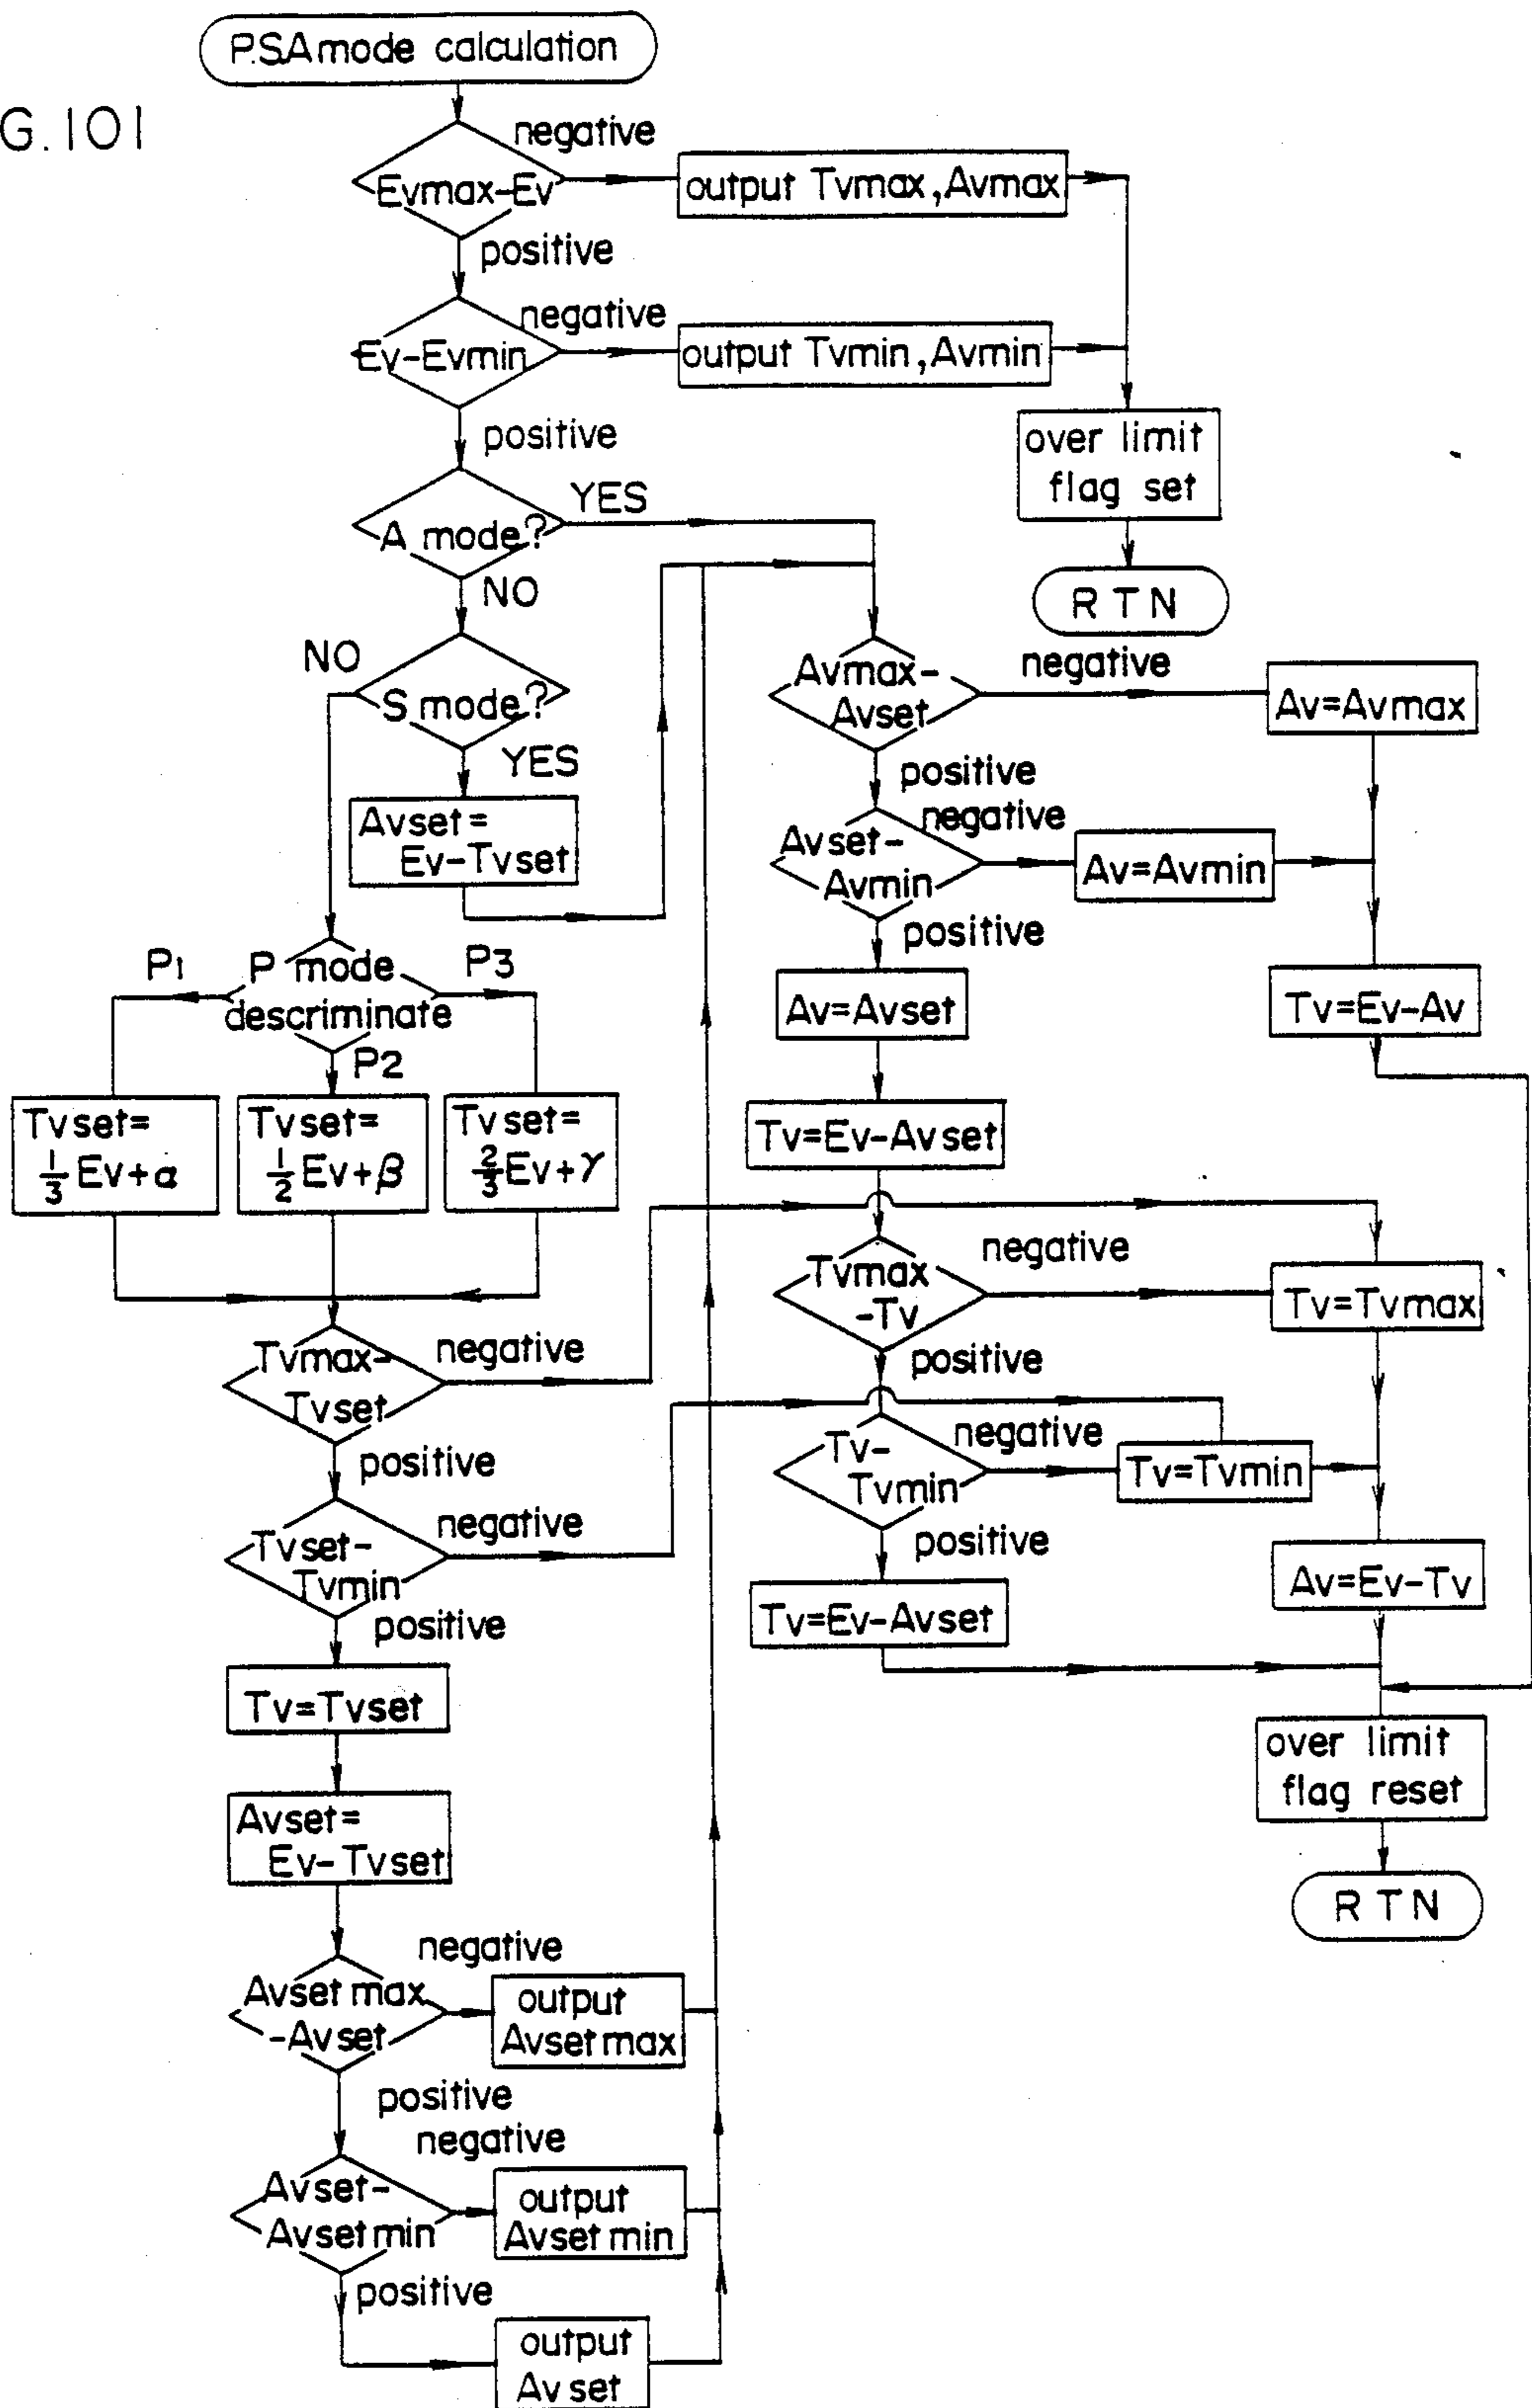 P.S.A mode calculation
G. 101
negative
Evmax-Ev
output Tvmax, Avmax
positive
negative
Ev-Evmin
output Tvmin, Avmin
positive
over limit
flag set
RTN
A mode?
YES
NO
S mode?
NO
YES
Avset=
Ev-Tvset
P mode
descriminate
P1
P2
P3
Tvset=
1/3 Ev+α
Tvset=
1/2 Ev+β
Tvset=
2/3 Ev+γ
Tvmax-
Tvset
negative
positive
Tvset-
Tvmin
negative
positive
Tv=Tvset
Avset=
Ev-Tvset
Avset max
-Avset
negative
output
Avset max
positive
negative
Avset-
Avset min
output
Avset min
positive
output
Av set
Avmax-
Avset
negative
Av=Avmax
positive
negative
Avset-
Avmin
Av=Avmin
positive
Av=Avset
Tv=Ev-Av
Tv=Ev-Avset
Tvmax
-Tv
negative
Tv=Tvmax
positive
Tv-
Tvmin
negative
Tv=Tvmin
positive
Av=Ev-Tv
Tv=Ev-Avset
over limit
flag reset
RTN